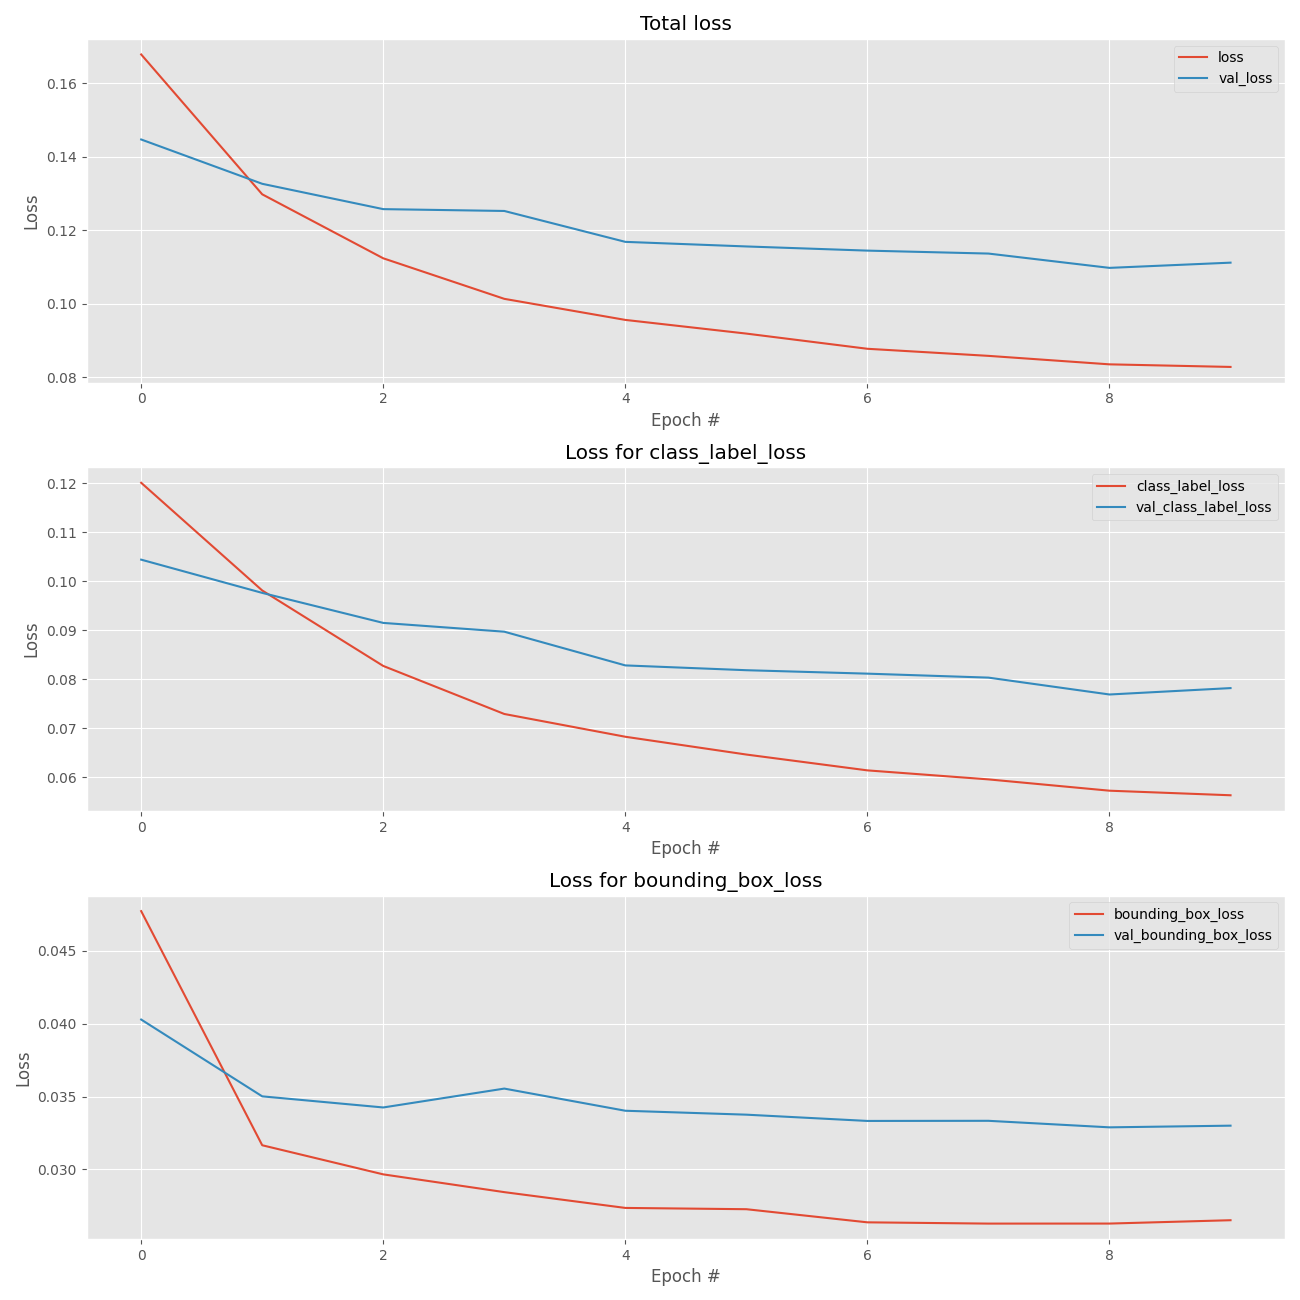 Total loss
loss
val_loss
0.16
0.14
0.12
0.10
0.08
Loss
0 2 4 6 8
Epoch #
Loss for class_label_loss
class_label_loss
val_class_label_loss
0.12
0.11
0.10
0.09
0.08
0.07
0.06
Loss
0 2 4 6 8
Epoch #
Loss for bounding_box_loss
bounding_box_loss
val_bounding_box_loss
0.045
0.040
0.035
0.030
Loss
0 2 4 6 8
Epoch #